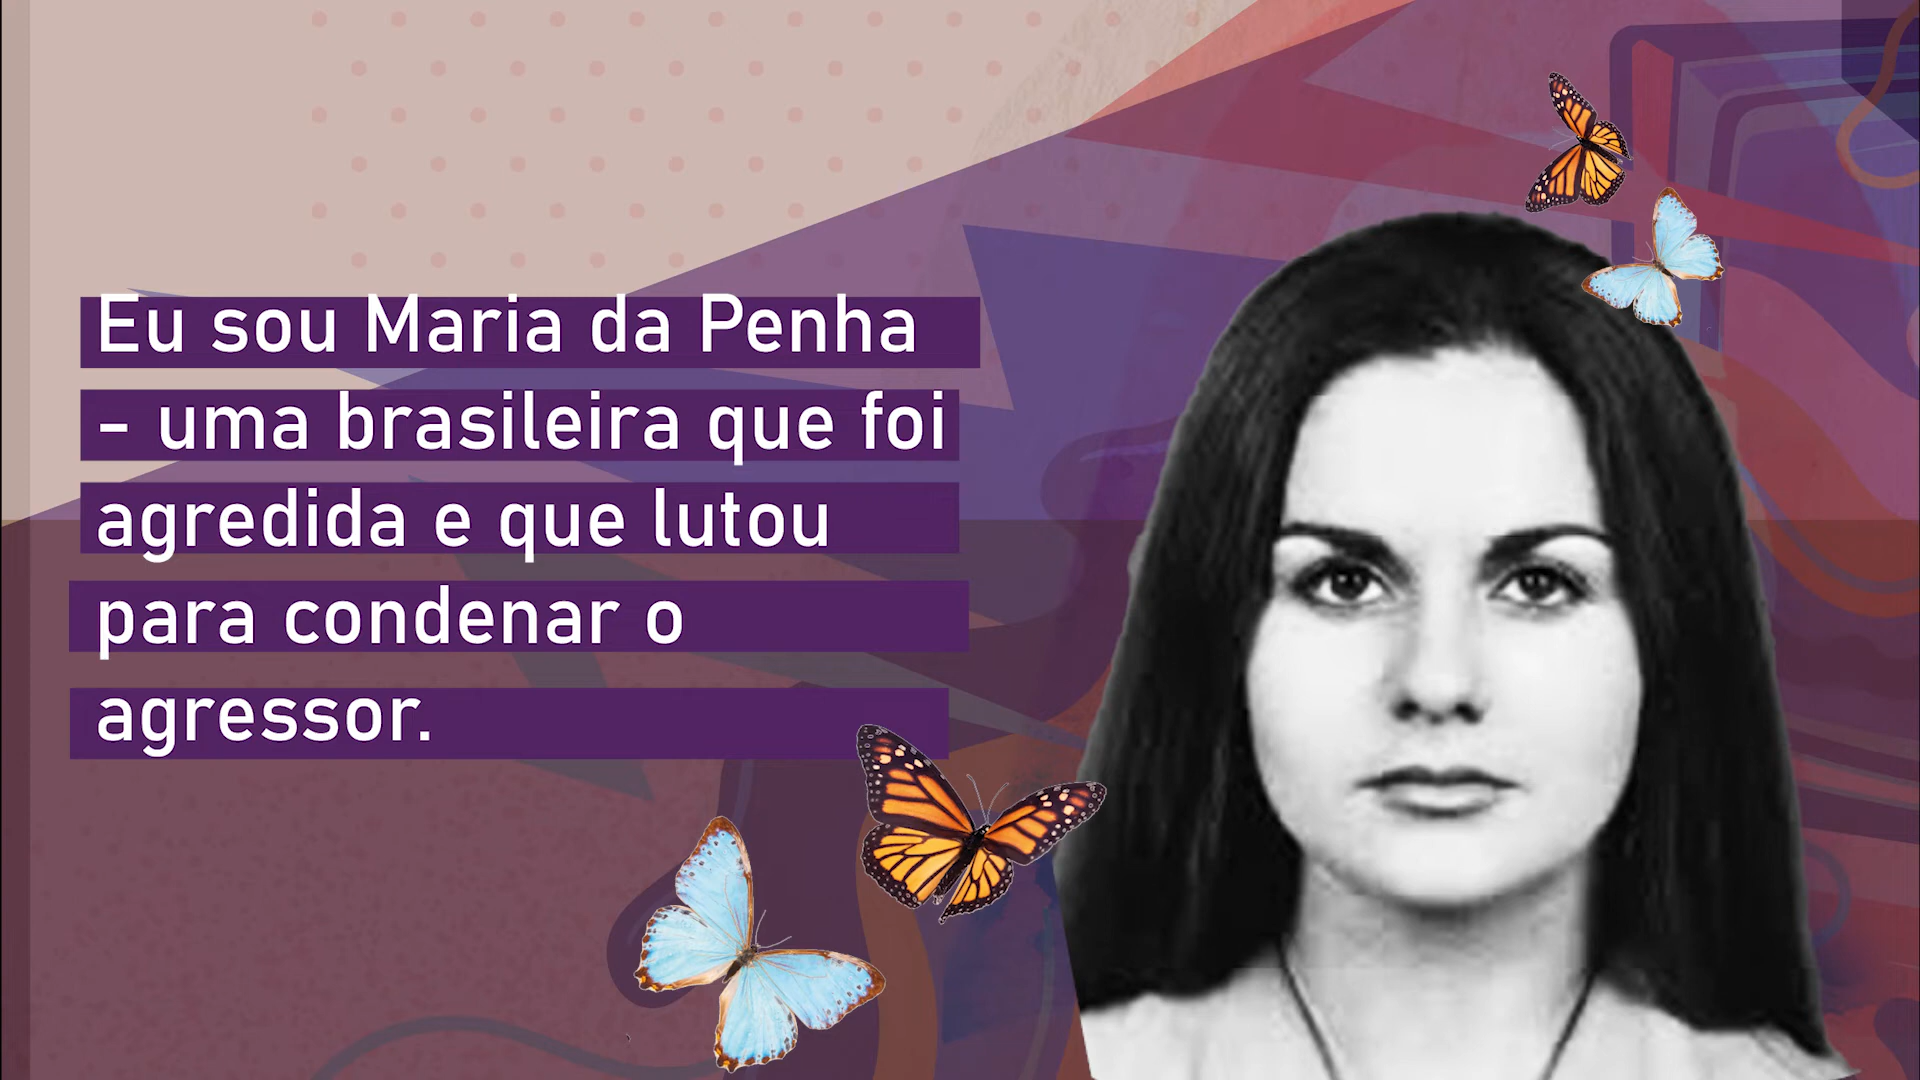 Eu sou Maria da Penha
- uma brasileira que foi
agredida e que lutou
para condenar o
agressor.